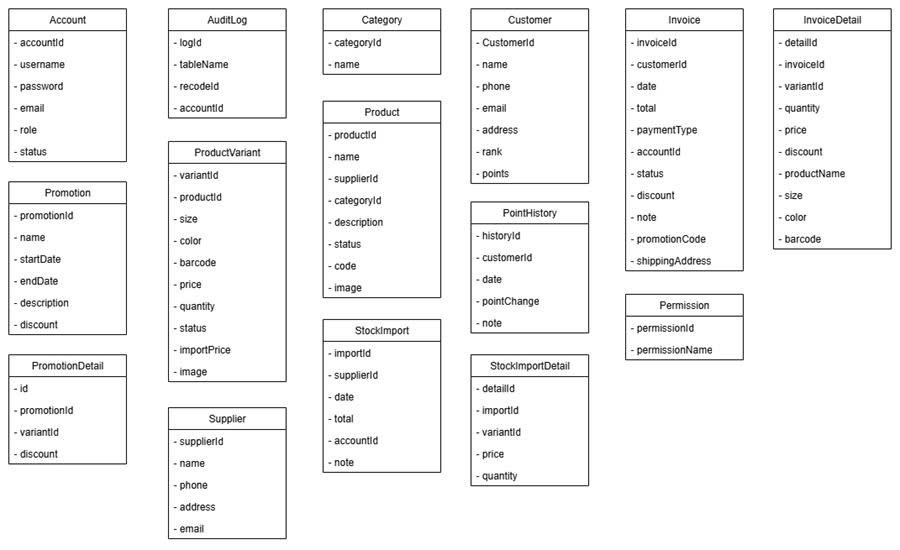 Account
- accountId
- username
- password
- email
- role
- status
Promotion
- promotionId
- name
- startDate
- endDate
- description
- discount
PromotionDetail
- id
- promotionId
- variantId
- discount
AuditLog
- logId
- tableName
- recodeId
- accountId
ProductVariant
- variantId
- productId
- size
- color
- barcode
- price
- quantity
- status
- importPrice
- image
Supplier
- supplierId
- name
- phone
- address
- email
Category
- categoryId
- name
Product
- productId
- name
- supplierId
- categoryId
- description
- status
- code
- image
StockImport
- importId
- supplierId
- date
- total
- accountId
- note
Customer
- CustomerId
- name
- phone
- email
- address
- rank
- points
PointHistory
- historyId
- customerId
- date
- pointChange
- note
StockImportDetail
- detailId
- importId
- variantId
- price
- quantity
Invoice
- invoiceId
- customerId
- date
- total
- paymentType
- accountId
- status
- discount
- note
- promotionCode
- shippingAddress
Permission
- permissionId
- permissionName
InvoiceDetail
- detailId
- invoiceId
- variantId
- quantity
- price
- discount
- productName
- size
- color
- barcode